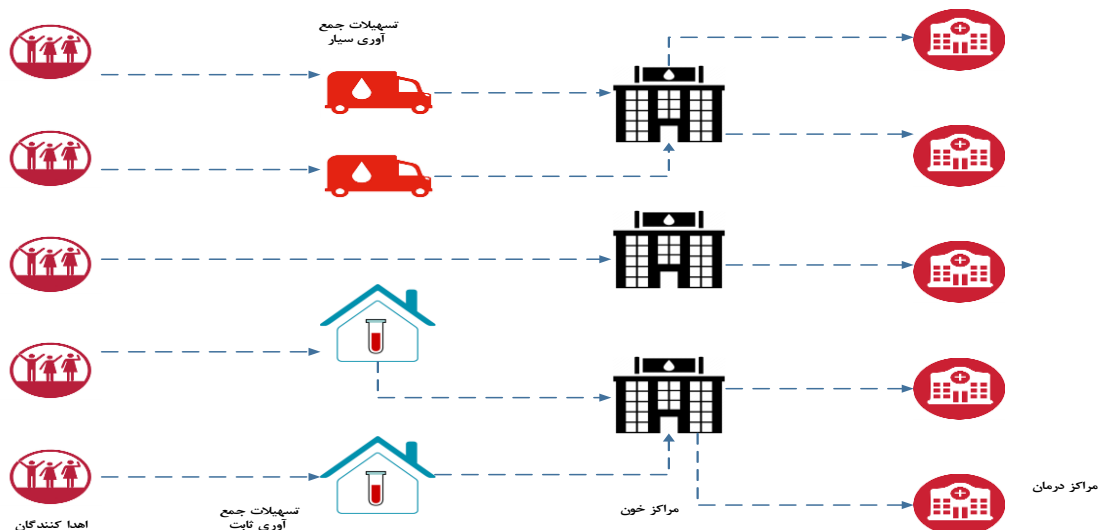 تسهیلات جمع
آوری سیار
مراکز درمان
تسهیلات جمع
آوری ثابت
مراکز خون
اهدا کنندگان